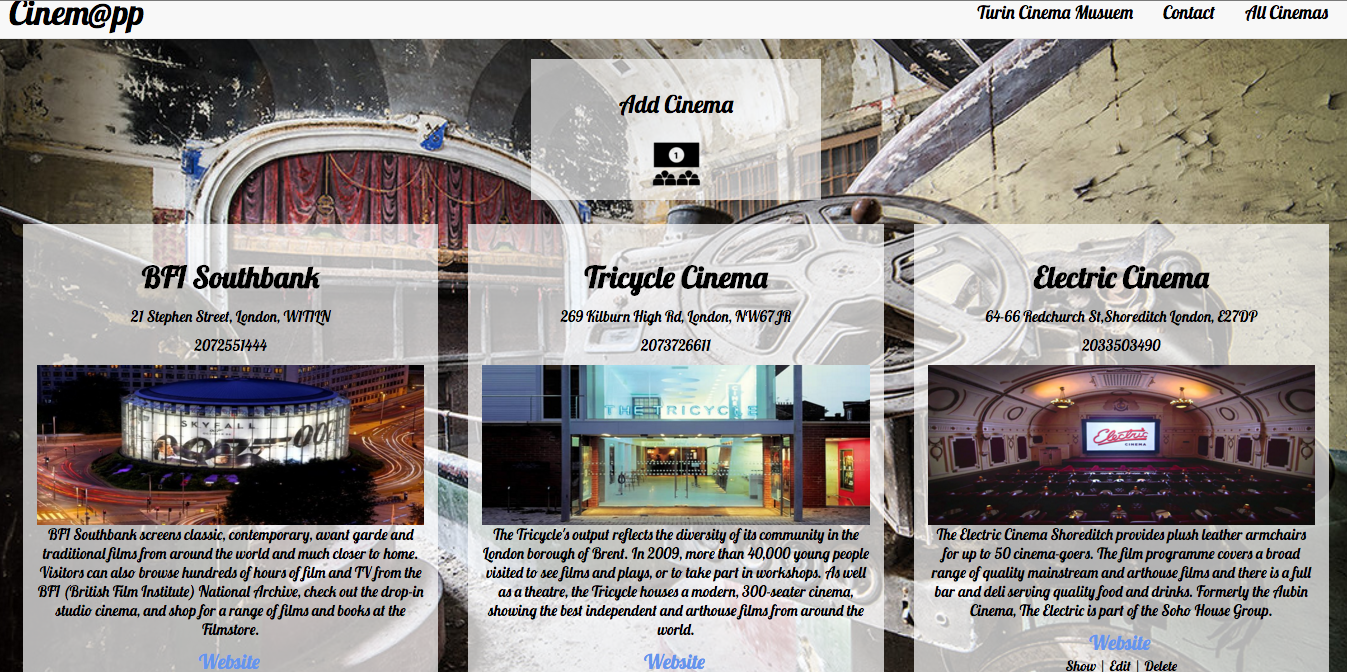 Cinem@pp
Turin Cinema Musuem Contact All Cinemas
Add Cinema
1
BFI Southbank
21 Stephen Street, London, W1T1LN
2072551444
SKYFALL
007
BFI Southbank screens classic, contemporary, avant garde and
traditional films from around the world and much closer to home.
Visitors can also browse hundreds of hours of film and TV from the
BFI (British Film Institute) National Archive, check out the drop-in
studio cinema, and shop for a range of films and books at the
Filmstore.
Website
Tricycle Cinema
269 Kilburn High Rd, London, NW67JR
2073726611
THE TRICYCLE
The Tricycle's output reflects the diversity of its community in the
London borough of Brent. In 2009, more than 40,000 young people
visited to see films and plays, or to take part in workshops. As well
as a theatre, the Tricycle houses a modern, 300-seater cinema,
showing the best independent and arthouse films from around the
world.
Website
Electric Cinema
64-66 Redchurch St,Shoreditch London, E27DP
2033503490
Electric
CINEMA
The Electric Cinema Shoreditch provides plush leather armchairs
for up to 50 cinema-goers. The film programme covers a broad
range of quality mainstream and arthouse films and there is a full
bar and deli serving quality food and drinks. Formerly the Aubin
Cinema, The Electric is part of the Soho House Group.
Website
Show | Edit | Delete